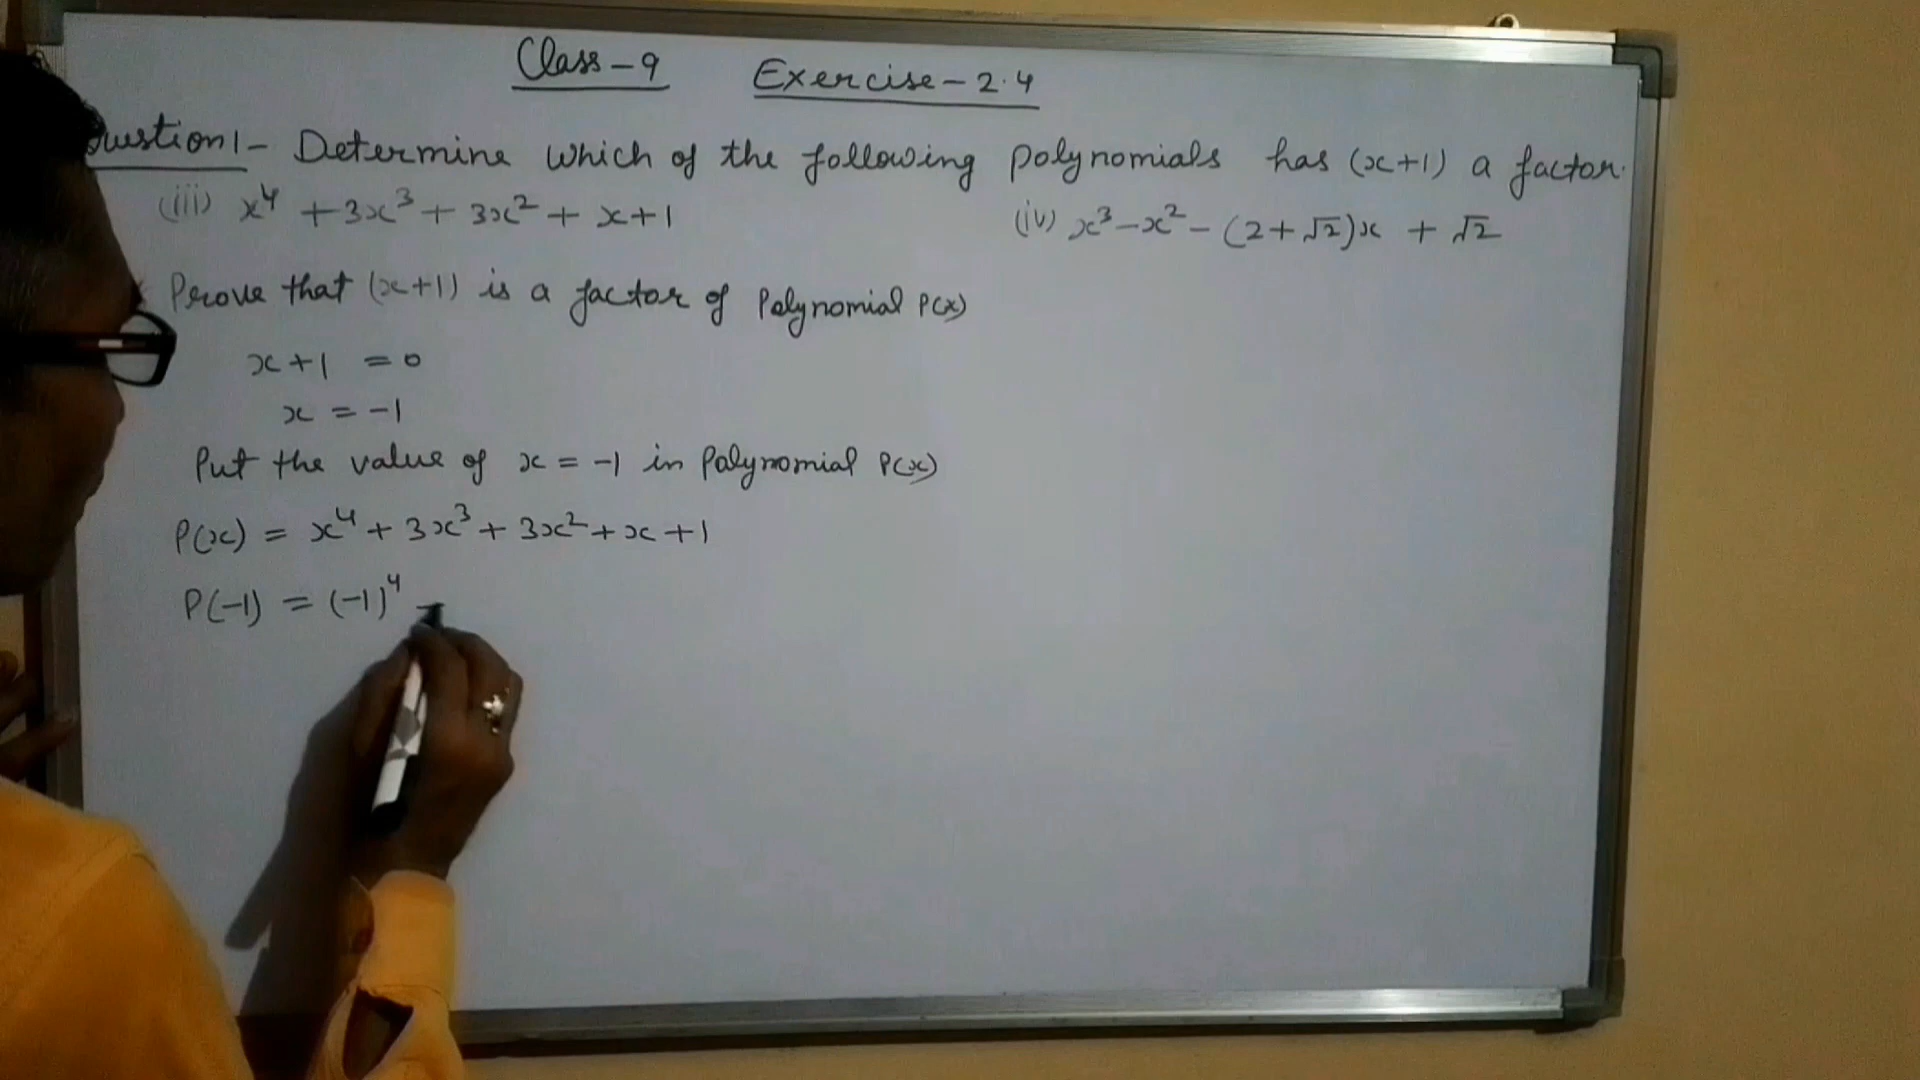 Class-9 Exercise-2.4
Question 1- Determine which of the following polynomials has (x+1) a factor.
(iii) x⁴ + 3x³ + 3x² + x + 1 (iv) x³ - x² - (2+√2)x + √2
Prove that (x+1) is a factor of Polynomial P(x)
x + 1 = 0
x = -1
Put the value of x = -1 in Polynomial P(x)
P(x) = x⁴ + 3x³ + 3x² + x + 1
P(-1) = (-1)⁴